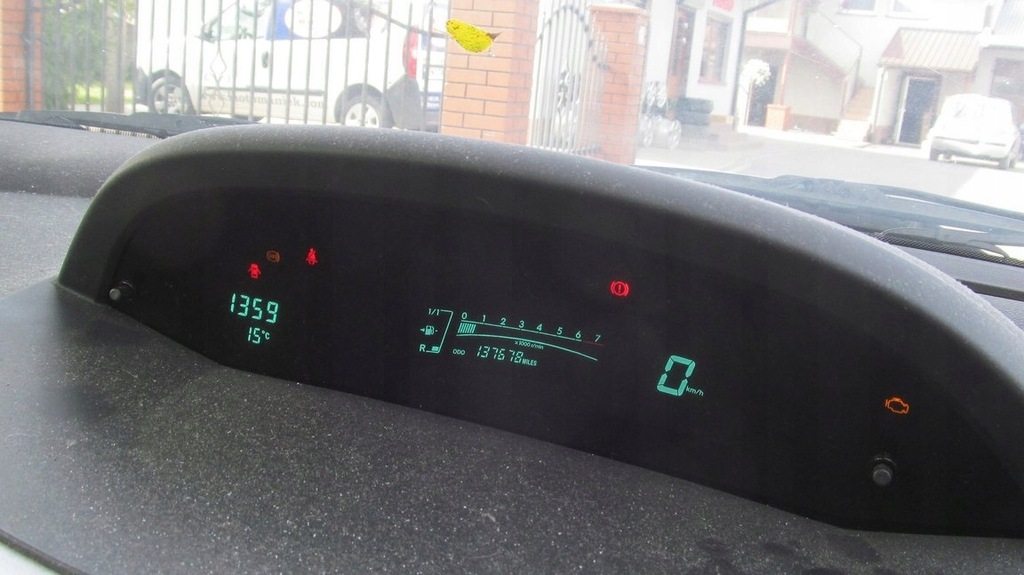 1359
15°C
1/1
R
0 1 2 3 4 5 6 7
x1000 r/min
ODO 137678 MILES
0 km/h